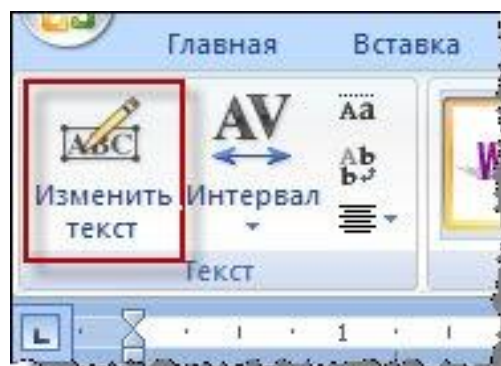 Главная Вставка
ABC AV Aa
Ab
b
Изменить Интервал
текст
Текст
L 1
W